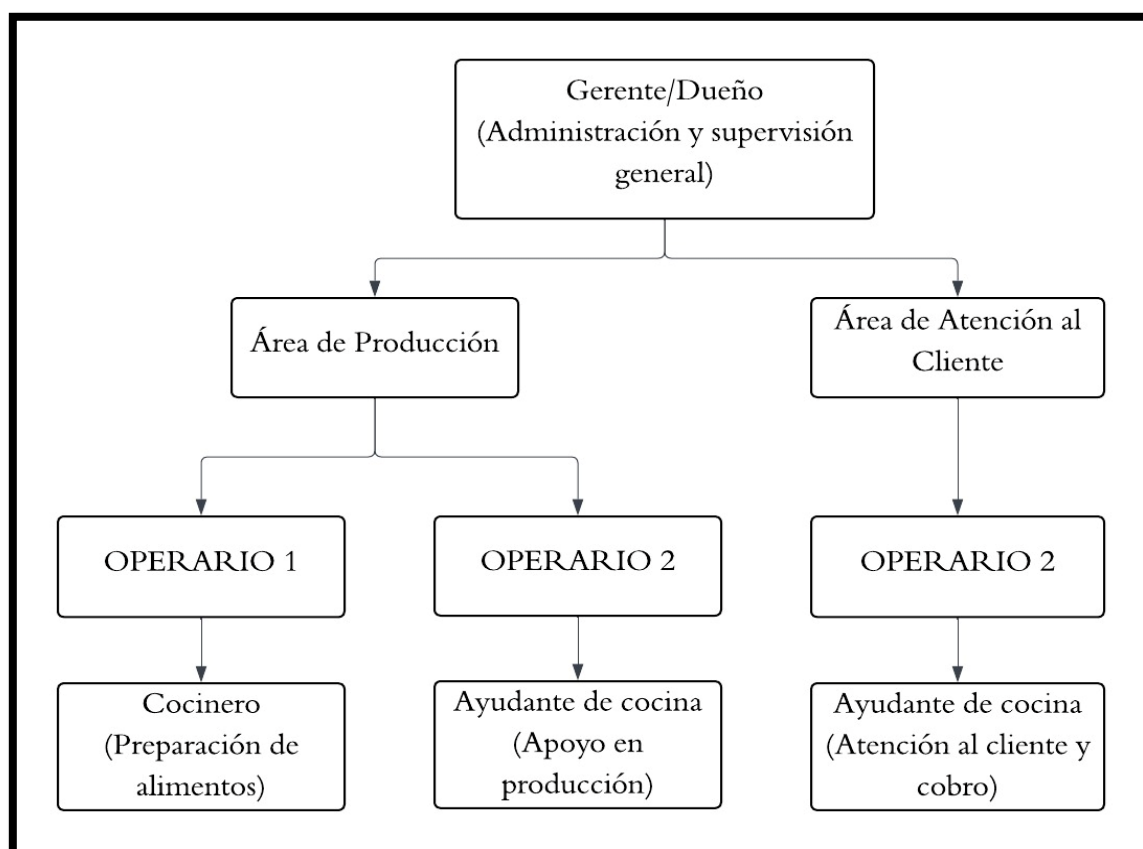 Gerente/Dueño
(Administración y supervisión
general)
Área de Producción
Área de Atención al
Cliente
OPERARIO 1
OPERARIO 2
OPERARIO 2
Cocinero
(Preparación de
alimentos)
Ayudante de cocina
(Apoyo en
producción)
Ayudante de cocina
(Atención al cliente y
cobro)